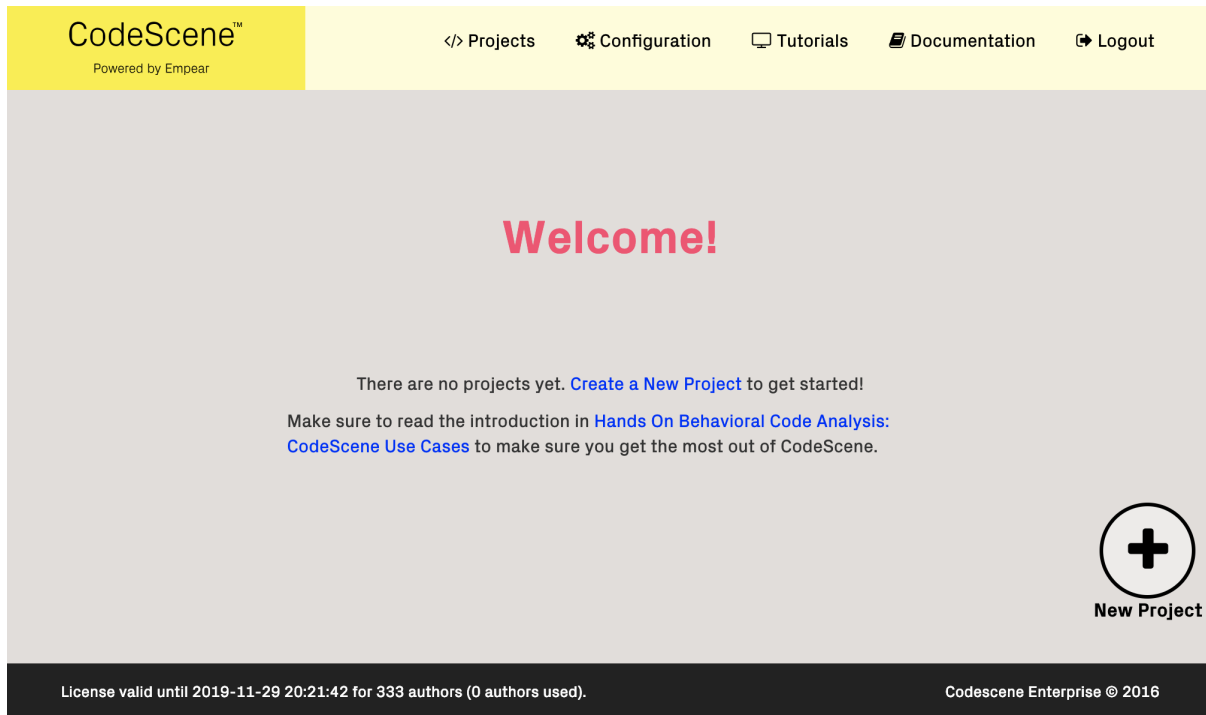 CodeScene™
Powered by Empear
</> Projects
Configuration
Tutorials
Documentation
Logout
Welcome!
There are no projects yet. Create a New Project to get started!
Make sure to read the introduction in Hands On Behavioral Code Analysis:
CodeScene Use Cases to make sure you get the most out of CodeScene.
New Project
License valid until 2019-11-29 20:21:42 for 333 authors (0 authors used).
Codescene Enterprise © 2016